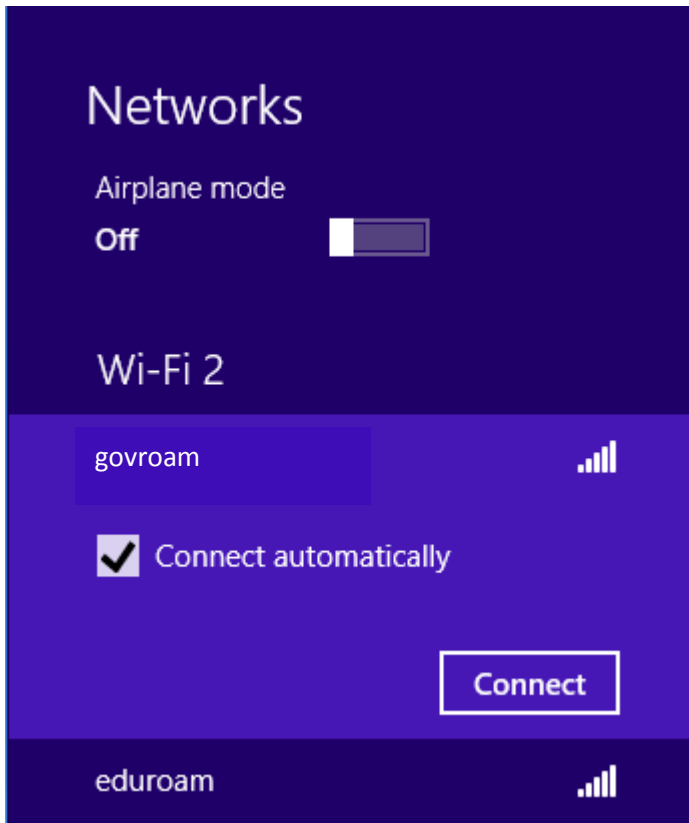 Networks
Airplane mode
Off
Wi-Fi 2
govroam
Connect automatically
Connect
eduroam